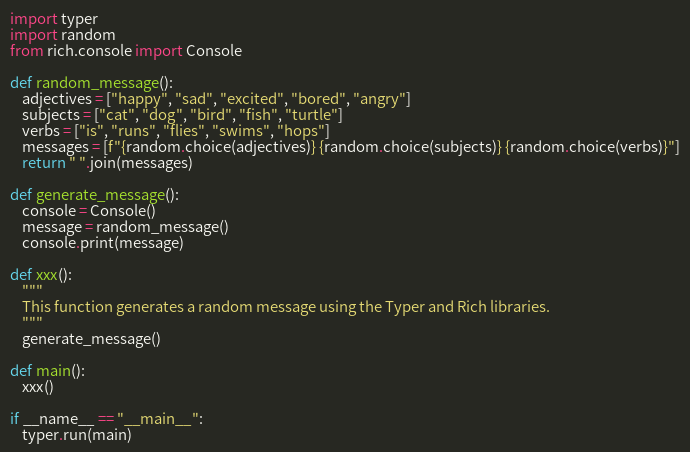 import typer
import random
from rich.console import Console

def random_message():
    adjectives = ["happy", "sad", "excited", "bored", "angry"]
    subjects = ["cat", "dog", "bird", "fish", "turtle"]
    verbs = ["is", "runs", "flies", "swims", "hops"]
    messages = [f"{random.choice(adjectives)} {random.choice(subjects)} {random.choice(verbs)}"]
    return " ".join(messages)

def generate_message():
    console = Console()
    message = random_message()
    console.print(message)

def xxx():
    """
    This function generates a random message using the Typer and Rich libraries.
    """
    generate_message()

def main():
    xxx()

if __name__ == "__main__":
    typer.run(main)